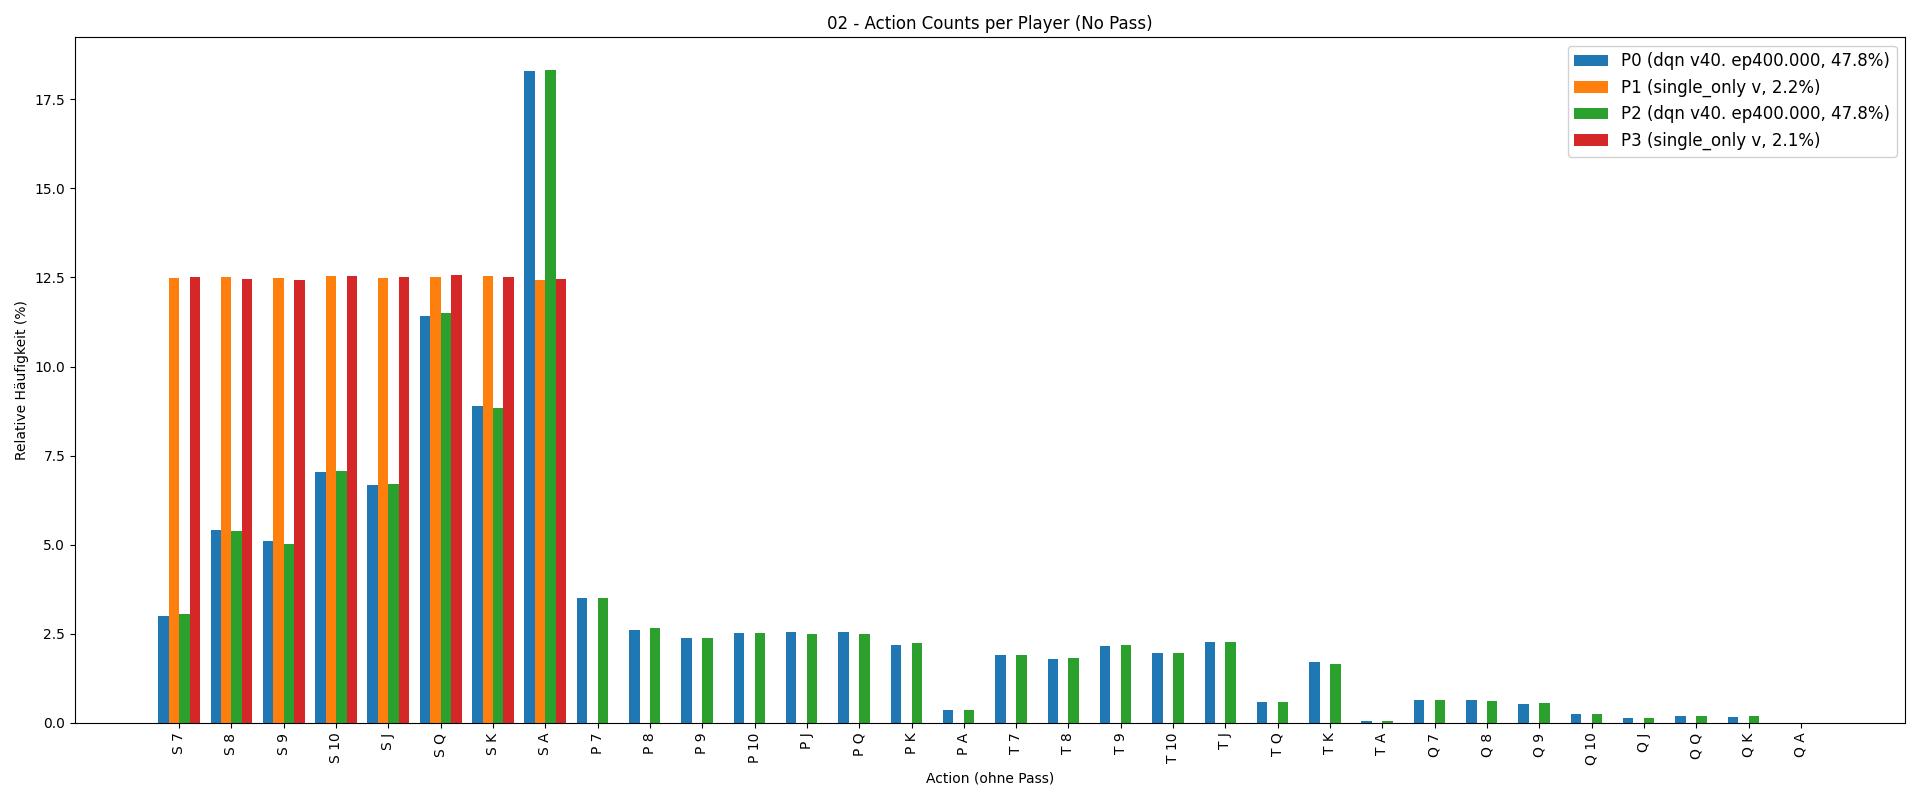 02 - Action Counts per Player (No Pass)
P0 (dqn v40. ep400.000, 47.8%)
P1 (single_only v, 2.2%)
P2 (dqn v40. ep400.000, 47.8%)
P3 (single_only v, 2.1%)
Relative Häufigkeit (%)
17.5
15.0
12.5
10.0
7.5
5.0
2.5
0.0
S 7
S 8
S 9
S 10
S J
S Q
S K
S A
P 7
P 8
P 9
P 10
P J
P Q
P K
P A
T 7
T 8
T 9
T 10
T J
T Q
T K
T A
Q 7
Q 8
Q 9
Q 10
Q J
Q Q
Q K
Q A
Action (ohne Pass)